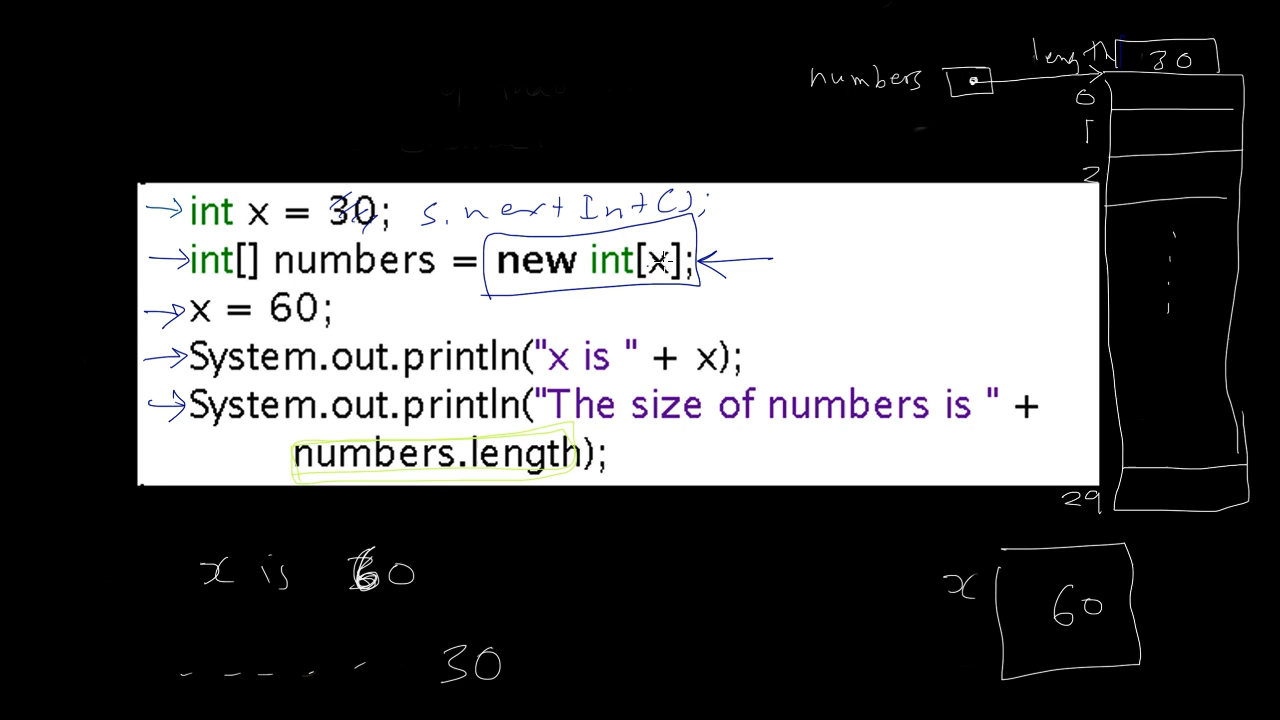 length 30
numbers
0
1
2
int x = 30; s.nextInt();
int[] numbers = new int[x];
x = 60;
System.out.println("x is " + x);
System.out.println("The size of numbers is " +
numbers.length);
29
x is 60
x 60
----- 30